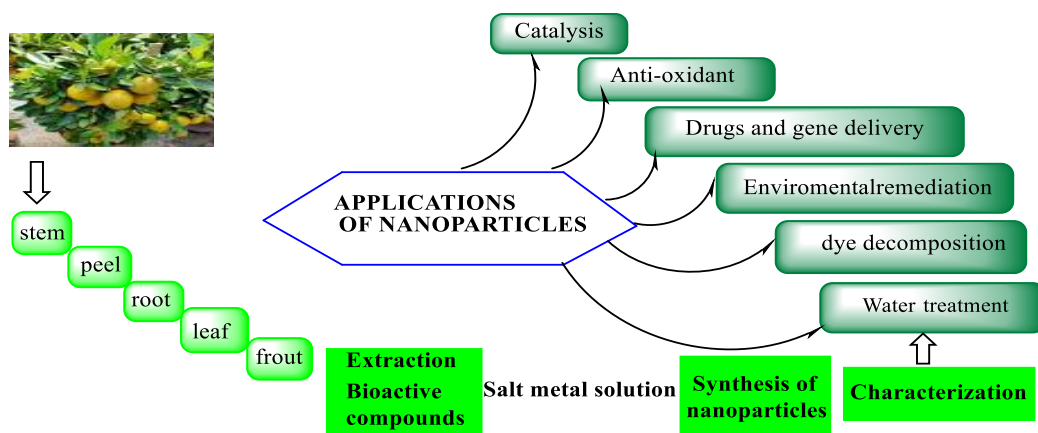 Catalysis
Anti-oxidant
Drugs and gene delivery
Enviromentalremediation
dye decomposition
Water treatment
APPLICATIONS
OF NANOPARTICLES
stem
peel
root
leaf
frout
Extraction
Bioactive
compounds
Salt metal solution
Synthesis of
nanoparticles
Characterization